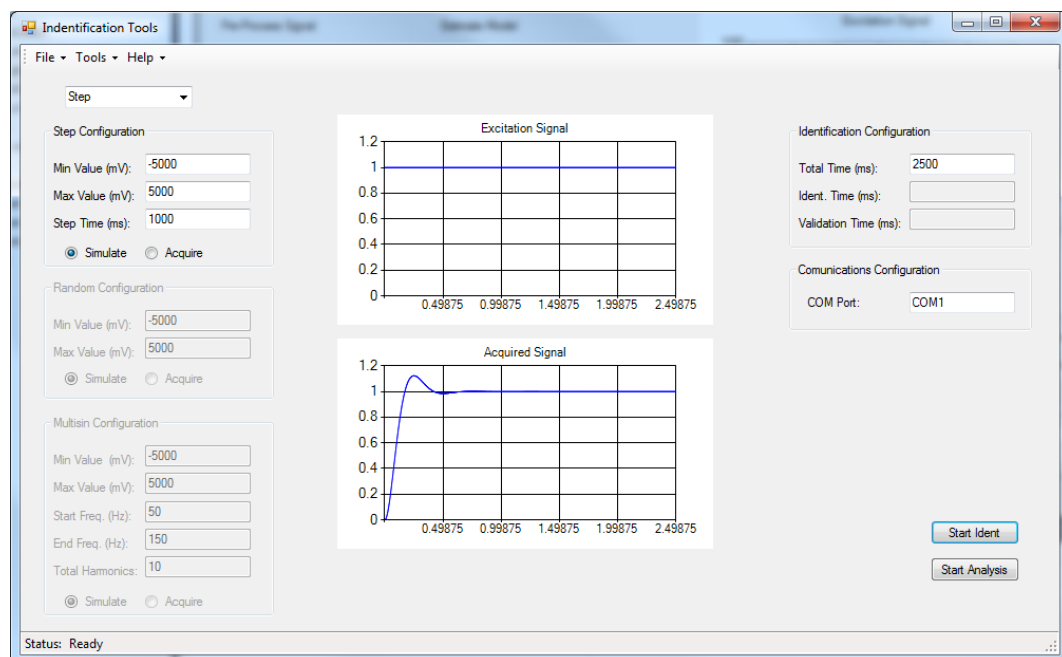 Indentification Tools
File Tools Help
Step
Step Configuration
Min Value (mV): -5000
Max Value (mV): 5000
Step Time (ms): 1000
Simulate Acquire
Random Configuration
Min Value (mV): -5000
Max Value (mV): 5000
Simulate Acquire
Multisin Configuration
Min Value (mV): -5000
Max Value (mV): 5000
Start Freq. (Hz): 50
End Freq. (Hz): 150
Total Harmonics: 10
Simulate Acquire
Excitation Signal
1.2
1
0.8
0.6
0.4
0.2
0
0.49875 0.99875 1.49875 1.99875 2.49875
Acquired Signal
1.2
1
0.8
0.6
0.4
0.2
0
0.49875 0.99875 1.49875 1.99875 2.49875
Identification Configuration
Total Time (ms): 2500
Ident. Time (ms):
Validation Time (ms):
Comunications Configuration
COM Port: COM1
Start Ident
Start Analysis
Status: Ready